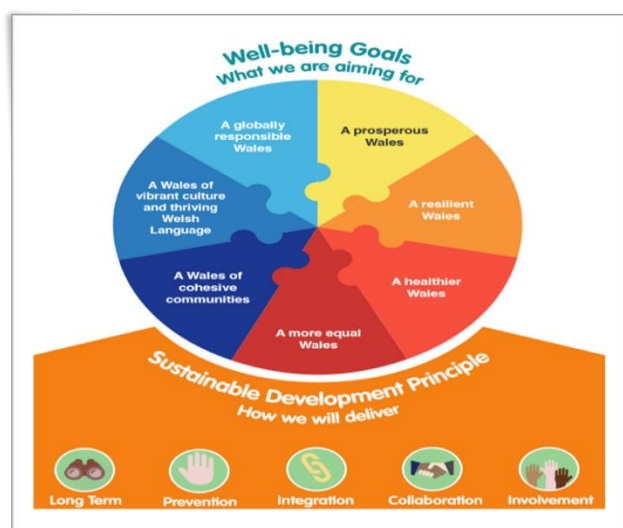 Well-being Goals
What we are aiming for
A globally
responsible
Wales
A prosperous
Wales
A Wales of
vibrant culture
and thriving
Welsh
Language
A resilient
Wales
A Wales of
cohesive
communities
A healthier
Wales
A more equal
Wales
Sustainable Development Principle
How we will deliver
Long Term
Prevention
Integration
Collaboration
Involvement